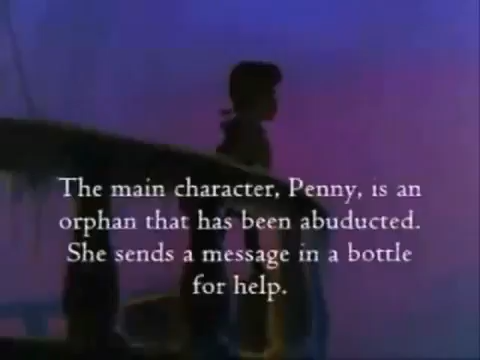 The main character, Penny, is an
orphan that has been abuducted.
She sends a message in a bottle
for help.